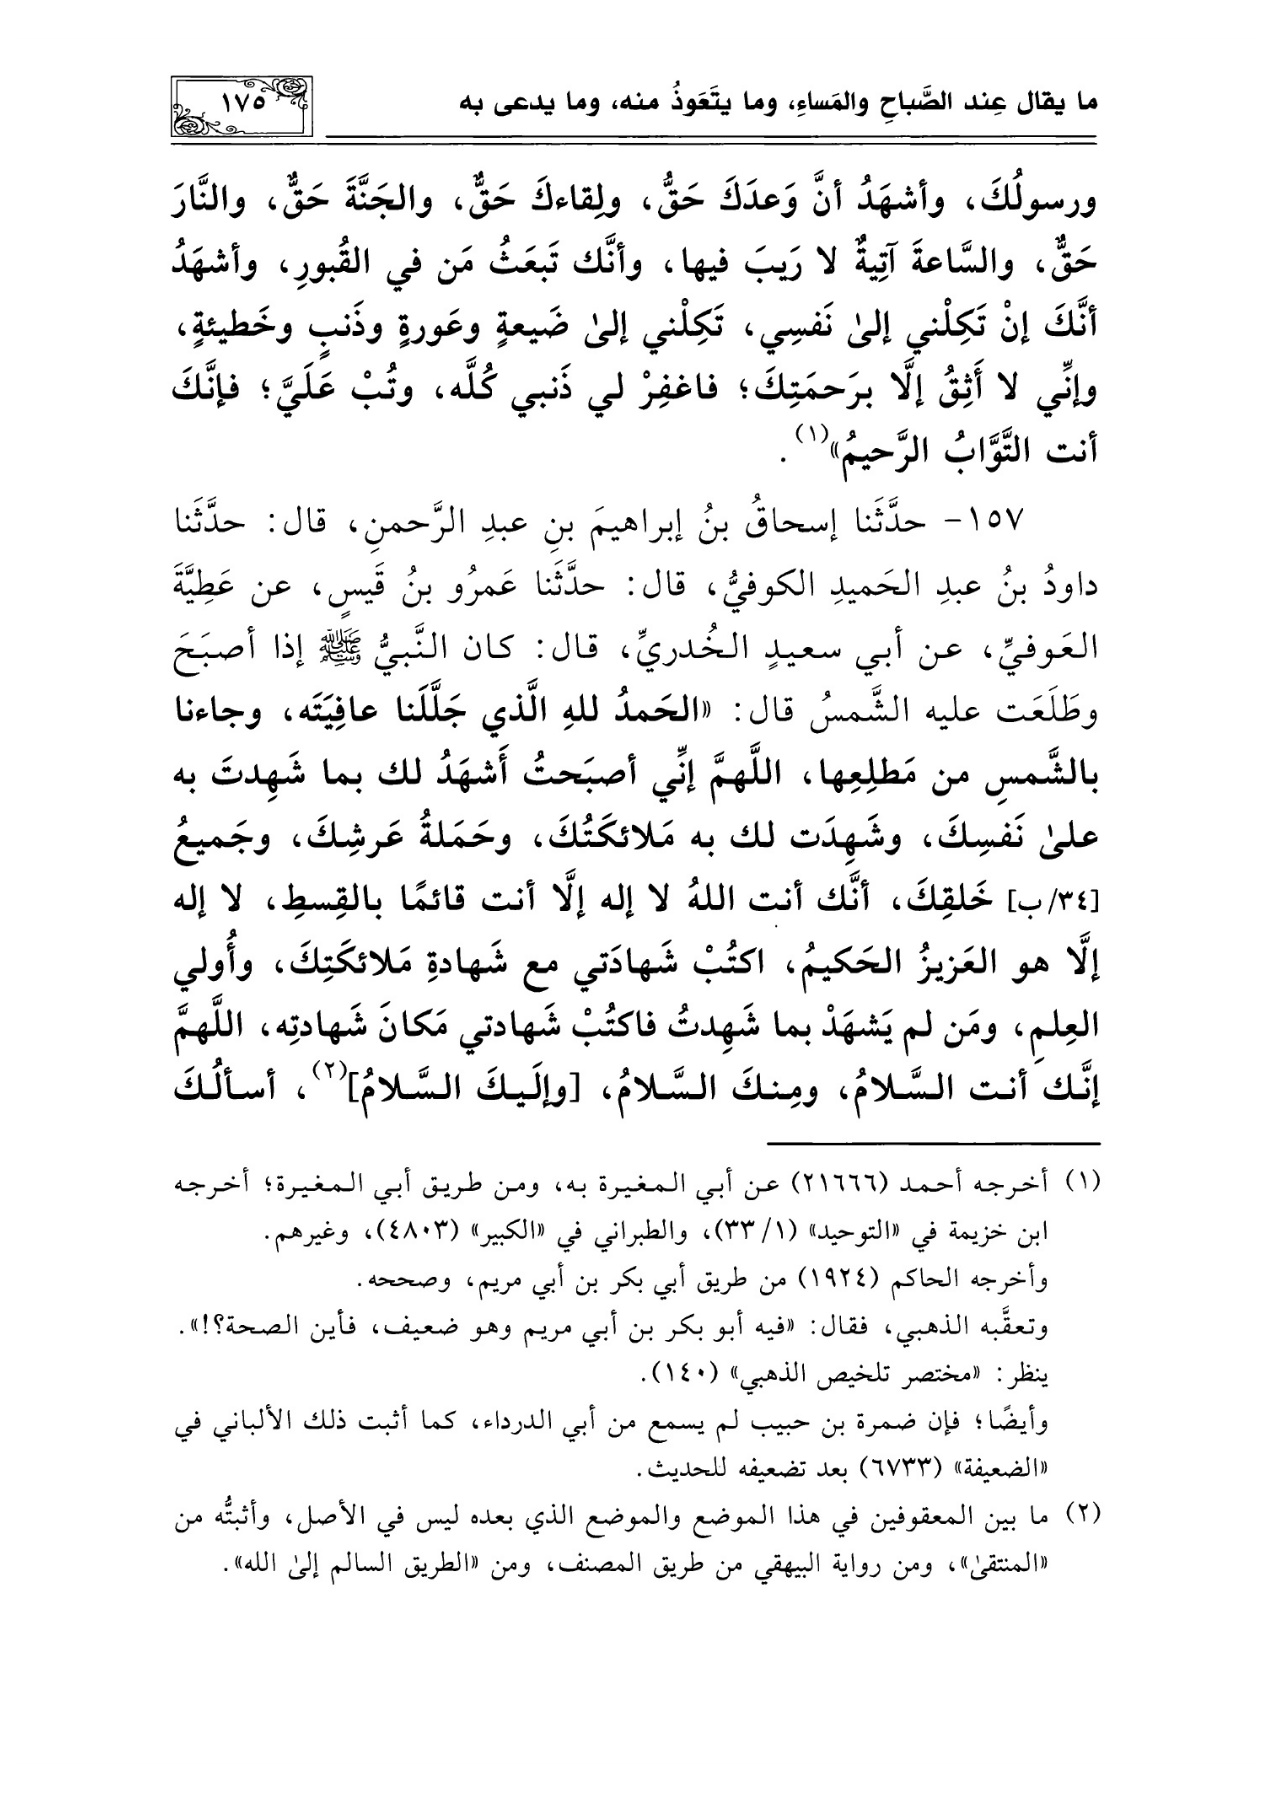 ما يقال عِند الصَّباحِ والمَساءِ، وما يتَعَوذُ منه، وما يدعى به
١٧٥
ورسولُكَ، وأشهَدُ أنَّ وَعدَكَ حَقٌّ، ولِقاءكَ حَقٌّ، والجَنَّةَ حَقٌّ، والنَّارَ
حَقٌّ، والسَّاعةَ آتِيةٌ لا رَيبَ فيها، وأنَّك تَبعَثُ مَن في القُبورِ، وأشهَدُ
أنَّكَ إنْ تَكِلْني إلىٰ نَفسِي، تَكِلْني إلىٰ ضَيعةٍ وعَورةٍ وذَنبٍ وخَطيئةٍ،
وإنِّي لا أَثِقُ إلَّا برَحمَتِكَ؛ فاغفِرْ لي ذَنبي كُلَّه، وتُبْ عَلَيَّ؛ فإنَّكَ
أنت التَّوَّابُ الرَّحيمُ»(١).
١٥٧- حدَّثَنا إسحاقُ بنُ إبراهيمَ بنِ عبدِ الرَّحمنِ، قال: حدَّثَنا
داودُ بنُ عبدِ الحَميدِ الكوفيُّ، قال: حدَّثَنا عَمرُو بنُ قَيسٍ، عن عَطِيَّةَ
العَوفيِّ، عن أبي سعيدٍ الخُدريِّ، قال: كان النَّبيُّ ﷺ إذا أصبَحَ
وطَلَعَت عليه الشَّمسُ قال: «الحَمدُ للهِ الَّذي جَلَّلَنا عافِيَتَه، وجاءنا
بالشَّمسِ من مَطلِعِها، اللَّهمَّ إنِّي أصبَحتُ أَشهَدُ لك بما شَهِدتَ به
علىٰ نَفسِكَ، وشَهِدَت لك به مَلائكَتُكَ، وحَمَلةُ عَرشِكَ، وجَميعُ
[٣٤/ب] خَلقِكَ، أنَّك أنت اللهُ لا إله إلَّا أنت قائمًا بالقِسطِ، لا إله
إلَّا هو العَزيزُ الحَكيمُ، اكتُبْ شَهادَتي مع شَهادةِ مَلائكَتِكَ، وأُولي
العِلمِ، ومَن لم يَشهَدْ بما شَهِدتُ فاكتُبْ شَهادتي مَكانَ شَهادتِه، اللَّهمَّ
إنَّك أنت السَّلامُ، ومِنكَ السَّلامُ، [وإلَيكَ السَّلامُ](٢)، أسألُكَ
(١) أخرجه أحمد (٢١٦٦٦) عن أبي المغيرة به، ومن طريق أبي المغيرة؛ أخرجه
ابن خزيمة في «التوحيد» (١/ ٣٣)، والطبراني في «الكبير» (٤٨٠٣)، وغيرهم.
وأخرجه الحاكم (١٩٢٤) من طريق أبي بكر بن أبي مريم، وصححه.
وتعقَّبه الذهبي، فقال: «فيه أبو بكر بن أبي مريم وهو ضعيف، فأين الصحة؟!».
ينظر: «مختصر تلخيص الذهبي» (١٤٠).
وأيضًا؛ فإن ضمرة بن حبيب لم يسمع من أبي الدرداء، كما أثبت ذلك الألباني في
«الضعيفة» (٦٧٣٣) بعد تضعيفه للحديث.
(٢) ما بين المعقوفين في هذا الموضع والموضع الذي بعده ليس في الأصل، وأثبتُّه من
«المنتقىٰ»، ومن رواية البيهقي من طريق المصنف، ومن «الطريق السالم إلىٰ الله».